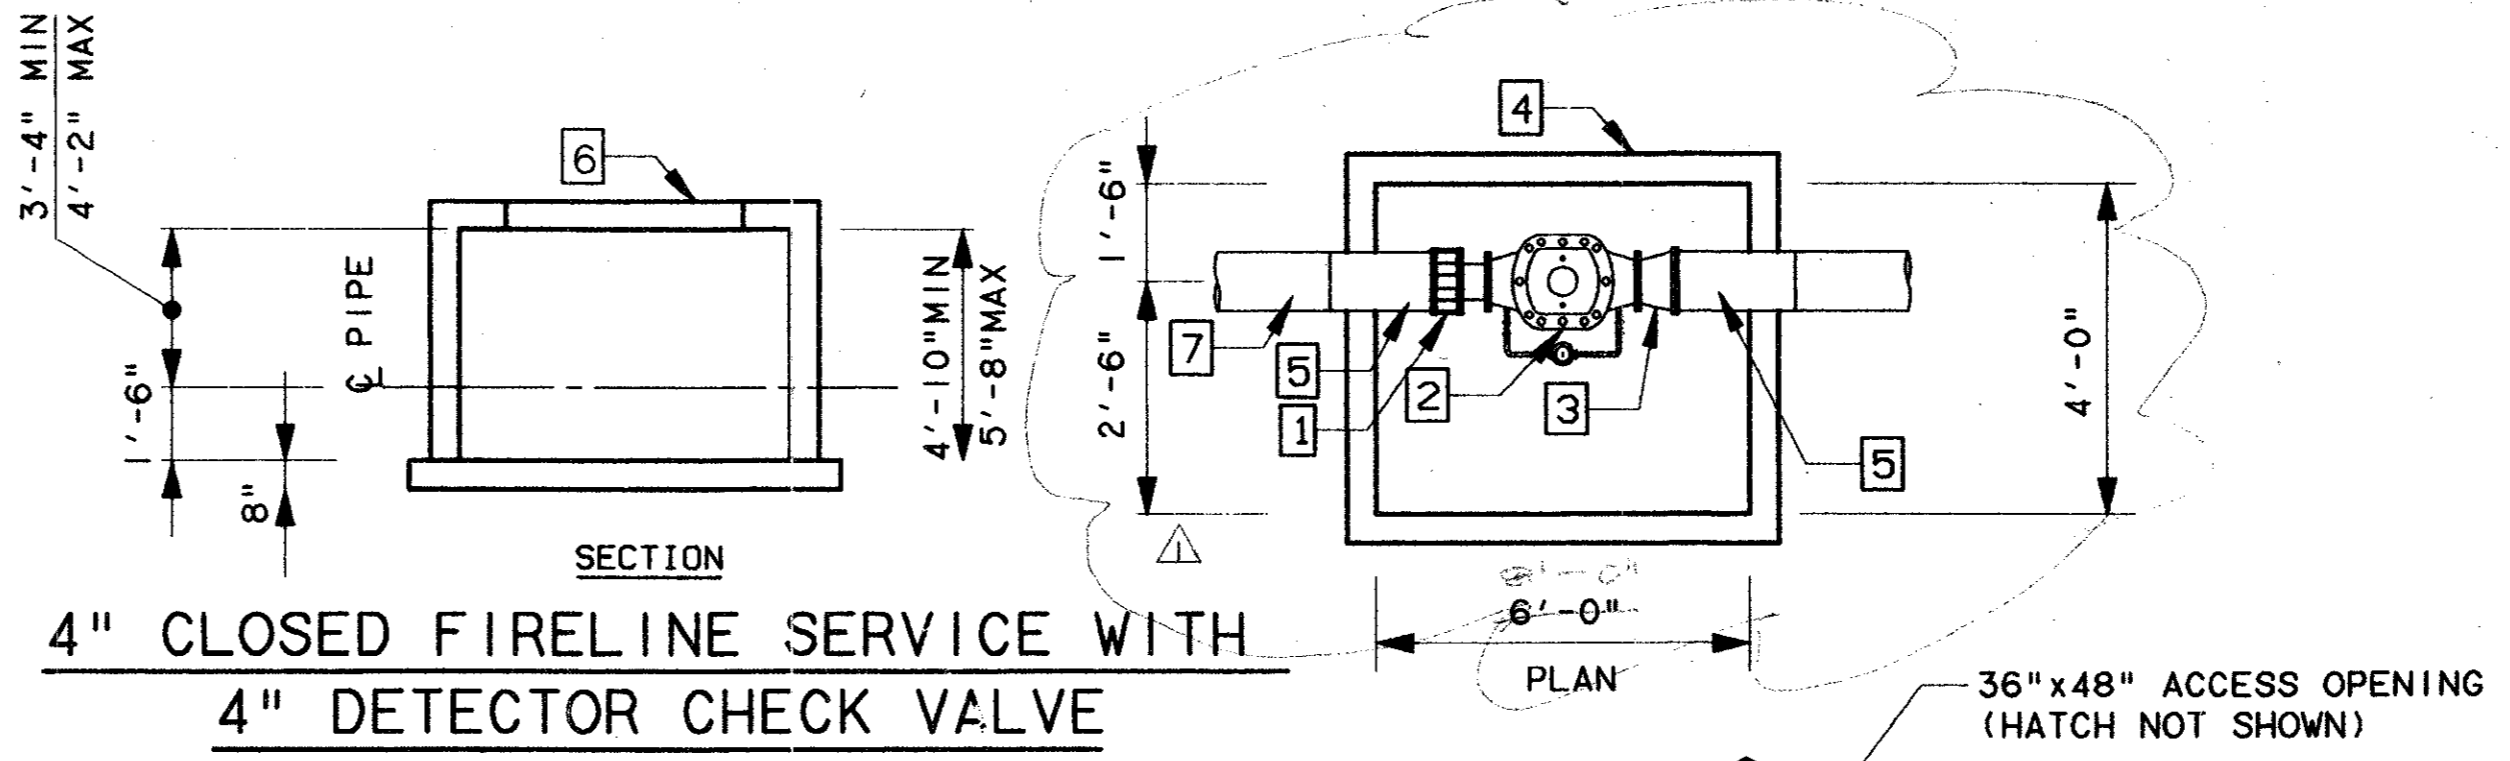 3'-4" MIN
4'-2" MAX
6
℄ PIPE
1'-6"
8"
4'-10"MIN
5'-8"MAX
SECTION
4" CLOSED FIRELINE SERVICE WITH
4" DETECTOR CHECK VALVE
4
1'-6"
2'-6"
7
5
1
2
3
5
4'-0"
1
6'-0"
PLAN
36"x48" ACCESS OPENING
(HATCH NOT SHOWN)